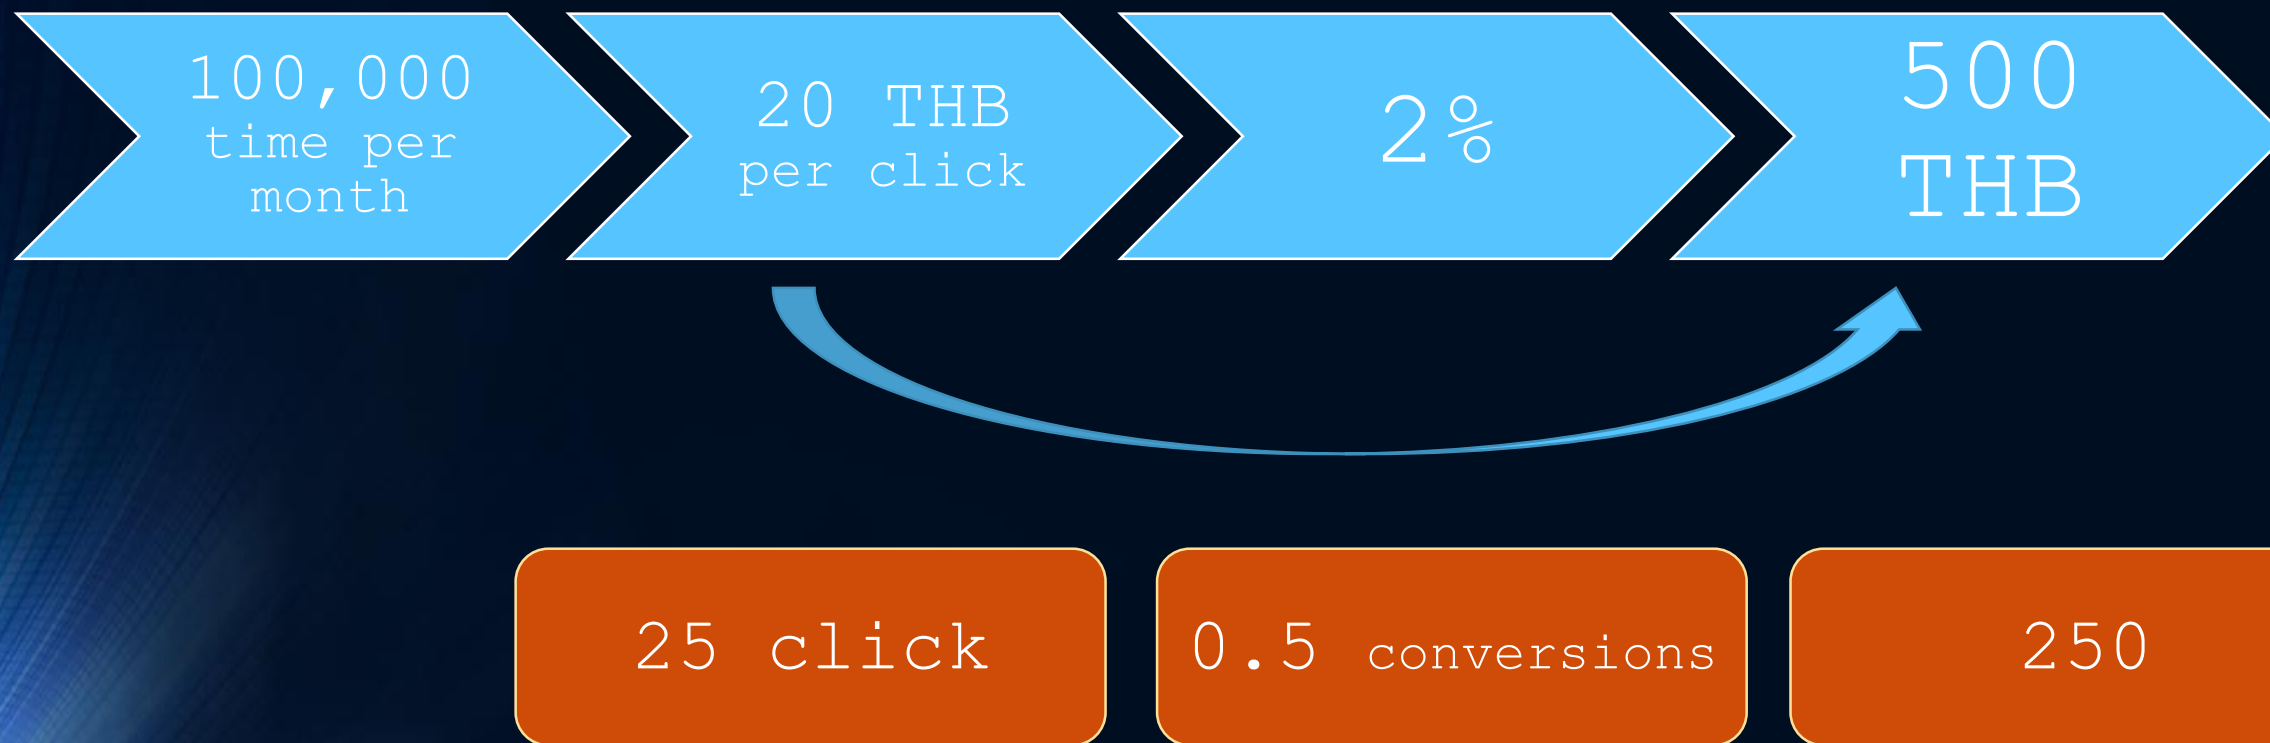 100,000
time per
month
20 THB
per click
2%
500
THB
25 click
0.5 conversions
250